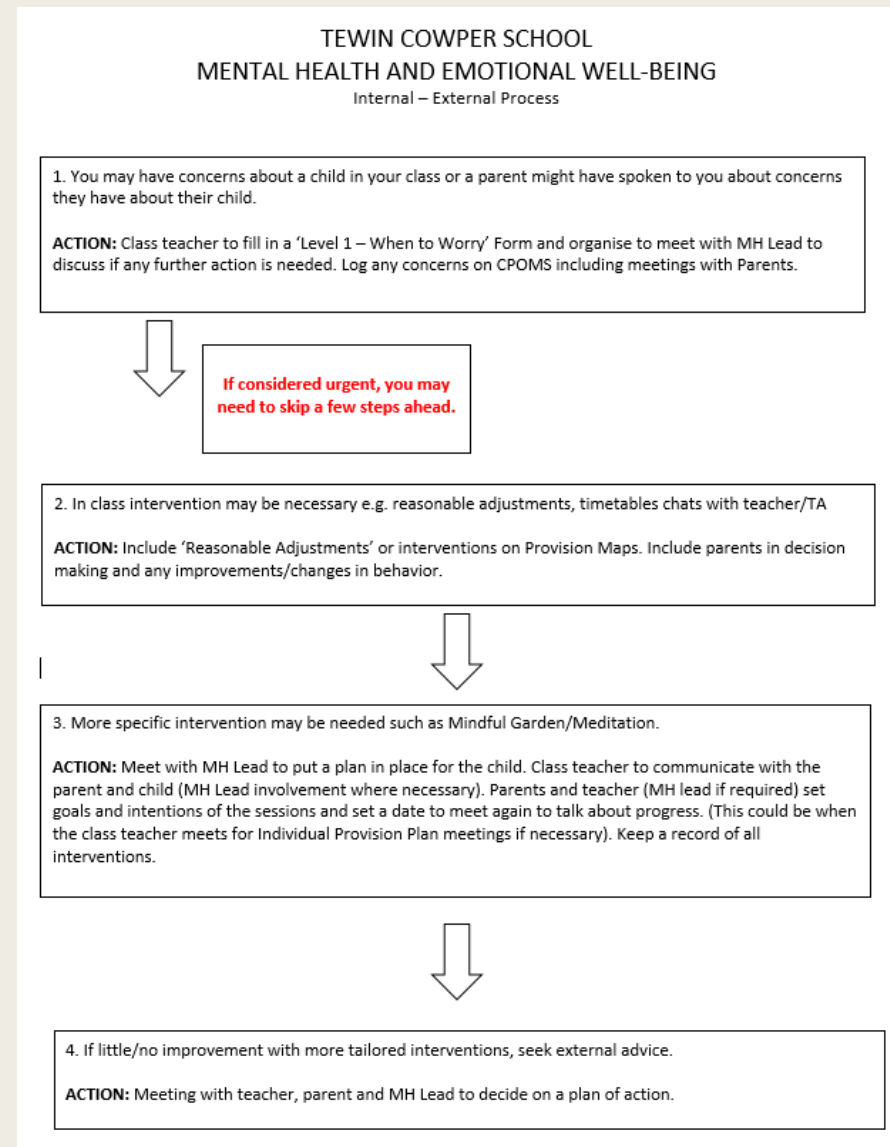 TEWIN COWPER SCHOOL
MENTAL HEALTH AND EMOTIONAL WELL-BEING
Internal – External Process
1. You may have concerns about a child in your class or a parent might have spoken to you about concerns
they have about their child.
ACTION: Class teacher to fill in a ‘Level 1 – When to Worry’ Form and organise to meet with MH Lead to
discuss if any further action is needed. Log any concerns on CPOMS including meetings with Parents.
If considered urgent, you may
need to skip a few steps ahead.
2. In class intervention may be necessary e.g. reasonable adjustments, timetables chats with teacher/TA
ACTION: Include ‘Reasonable Adjustments’ or interventions on Provision Maps. Include parents in decision
making and any improvements/changes in behavior.
3. More specific intervention may be needed such as Mindful Garden/Meditation.
ACTION: Meet with MH Lead to put a plan in place for the child. Class teacher to communicate with the
parent and child (MH Lead involvement where necessary). Parents and teacher (MH lead if required) set
goals and intentions of the sessions and set a date to meet again to talk about progress. (This could be when
the class teacher meets for Individual Provision Plan meetings if necessary). Keep a record of all
interventions.
4. If little/no improvement with more tailored interventions, seek external advice.
ACTION: Meeting with teacher, parent and MH Lead to decide on a plan of action.